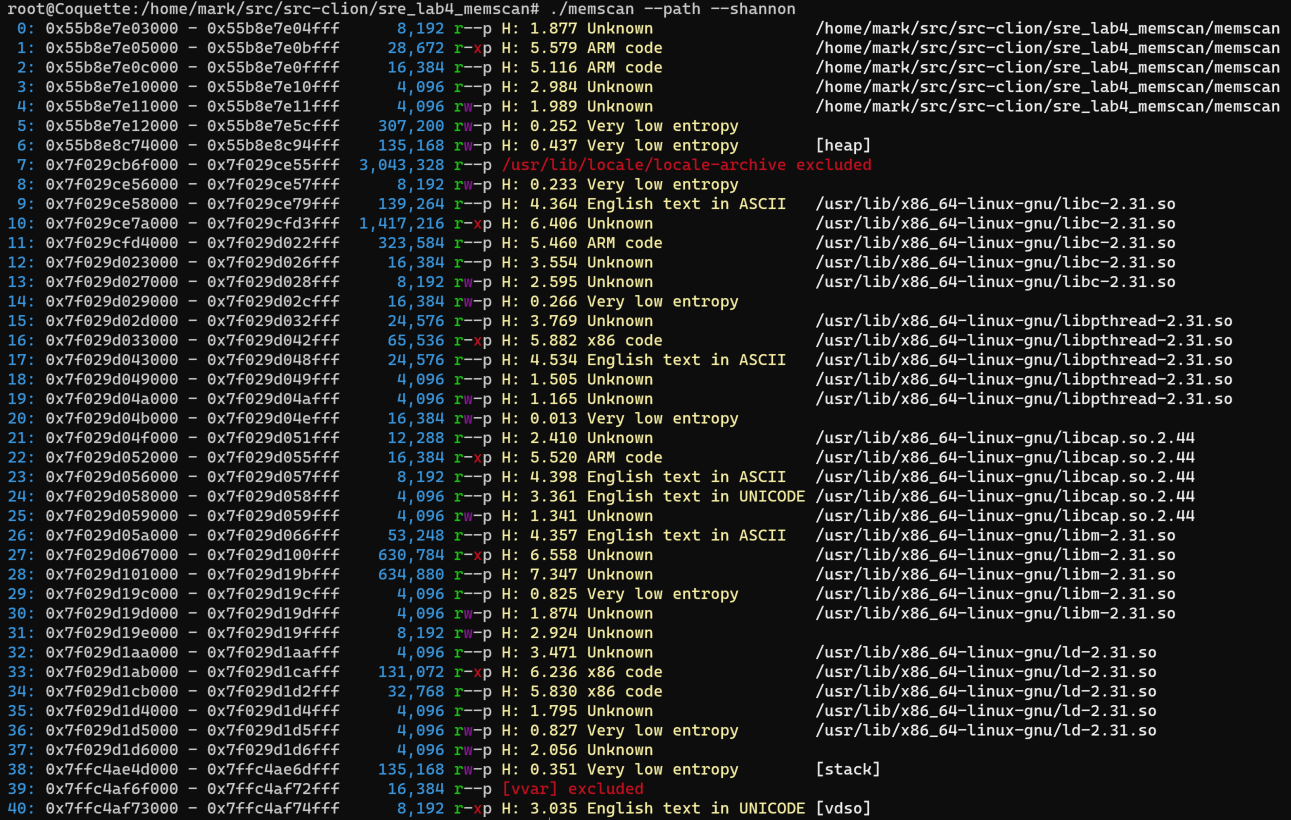 root@Coquette:/home/mark/src/src-clion/sre_lab4_memscan# ./memscan --path --shannon
0: 0x55b8e7e03000 - 0x55b8e7e04fff 8,192 r--p H: 1.877 Unknown /home/mark/src/src-clion/sre_lab4_memscan/memscan
1: 0x55b8e7e05000 - 0x55b8e7e0bfff 28,672 r-xp H: 5.579 ARM code /home/mark/src/src-clion/sre_lab4_memscan/memscan
2: 0x55b8e7e0c000 - 0x55b8e7e0ffff 16,384 r--p H: 5.116 ARM code /home/mark/src/src-clion/sre_lab4_memscan/memscan
3: 0x55b8e7e10000 - 0x55b8e7e10fff 4,096 r--p H: 2.984 Unknown /home/mark/src/src-clion/sre_lab4_memscan/memscan
4: 0x55b8e7e11000 - 0x55b8e7e11fff 4,096 rw-p H: 1.989 Unknown /home/mark/src/src-clion/sre_lab4_memscan/memscan
5: 0x55b8e7e12000 - 0x55b8e7e5cfff 307,200 rw-p H: 0.252 Very low entropy
6: 0x55b8e8c74000 - 0x55b8e8c94fff 135,168 rw-p H: 0.437 Very low entropy [heap]
7: 0x7f029cb6f000 - 0x7f029ce55fff 3,043,328 r--p /usr/lib/locale/locale-archive excluded
8: 0x7f029ce56000 - 0x7f029ce57fff 8,192 rw-p H: 0.233 Very low entropy
9: 0x7f029ce58000 - 0x7f029ce79fff 139,264 r--p H: 4.364 English text in ASCII /usr/lib/x86_64-linux-gnu/libc-2.31.so
10: 0x7f029ce7a000 - 0x7f029cfd3fff 1,417,216 r-xp H: 6.406 Unknown /usr/lib/x86_64-linux-gnu/libc-2.31.so
11: 0x7f029cfd4000 - 0x7f029d022fff 323,584 r--p H: 5.460 ARM code /usr/lib/x86_64-linux-gnu/libc-2.31.so
12: 0x7f029d023000 - 0x7f029d026fff 16,384 r--p H: 3.554 Unknown /usr/lib/x86_64-linux-gnu/libc-2.31.so
13: 0x7f029d027000 - 0x7f029d028fff 8,192 rw-p H: 2.595 Unknown /usr/lib/x86_64-linux-gnu/libc-2.31.so
14: 0x7f029d029000 - 0x7f029d02cfff 16,384 rw-p H: 0.266 Very low entropy
15: 0x7f029d02d000 - 0x7f029d032fff 24,576 r--p H: 3.769 Unknown /usr/lib/x86_64-linux-gnu/libpthread-2.31.so
16: 0x7f029d033000 - 0x7f029d042fff 65,536 r-xp H: 5.882 x86 code /usr/lib/x86_64-linux-gnu/libpthread-2.31.so
17: 0x7f029d043000 - 0x7f029d048fff 24,576 r--p H: 4.534 English text in ASCII /usr/lib/x86_64-linux-gnu/libpthread-2.31.so
18: 0x7f029d049000 - 0x7f029d049fff 4,096 r--p H: 1.505 Unknown /usr/lib/x86_64-linux-gnu/libpthread-2.31.so
19: 0x7f029d04a000 - 0x7f029d04afff 4,096 rw-p H: 1.165 Unknown /usr/lib/x86_64-linux-gnu/libpthread-2.31.so
20: 0x7f029d04b000 - 0x7f029d04efff 16,384 rw-p H: 0.013 Very low entropy
21: 0x7f029d04f000 - 0x7f029d051fff 12,288 r--p H: 2.410 Unknown /usr/lib/x86_64-linux-gnu/libcap.so.2.44
22: 0x7f029d052000 - 0x7f029d055fff 16,384 r-xp H: 5.520 ARM code /usr/lib/x86_64-linux-gnu/libcap.so.2.44
23: 0x7f029d056000 - 0x7f029d057fff 8,192 r--p H: 4.398 English text in ASCII /usr/lib/x86_64-linux-gnu/libcap.so.2.44
24: 0x7f029d058000 - 0x7f029d058fff 4,096 r--p H: 3.361 English text in UNICODE /usr/lib/x86_64-linux-gnu/libcap.so.2.44
25: 0x7f029d059000 - 0x7f029d059fff 4,096 rw-p H: 1.341 Unknown /usr/lib/x86_64-linux-gnu/libcap.so.2.44
26: 0x7f029d05a000 - 0x7f029d066fff 53,248 r--p H: 4.357 English text in ASCII /usr/lib/x86_64-linux-gnu/libm-2.31.so
27: 0x7f029d067000 - 0x7f029d100fff 630,784 r-xp H: 6.558 Unknown /usr/lib/x86_64-linux-gnu/libm-2.31.so
28: 0x7f029d101000 - 0x7f029d19bfff 634,880 r--p H: 7.347 Unknown /usr/lib/x86_64-linux-gnu/libm-2.31.so
29: 0x7f029d19c000 - 0x7f029d19cfff 4,096 r--p H: 0.825 Very low entropy /usr/lib/x86_64-linux-gnu/libm-2.31.so
30: 0x7f029d19d000 - 0x7f029d19dfff 4,096 rw-p H: 1.874 Unknown /usr/lib/x86_64-linux-gnu/libm-2.31.so
31: 0x7f029d19e000 - 0x7f029d19ffff 8,192 rw-p H: 2.924 Unknown
32: 0x7f029d1aa000 - 0x7f029d1aafff 4,096 r--p H: 3.471 Unknown /usr/lib/x86_64-linux-gnu/ld-2.31.so
33: 0x7f029d1ab000 - 0x7f029d1cafff 131,072 r-xp H: 6.236 x86 code /usr/lib/x86_64-linux-gnu/ld-2.31.so
34: 0x7f029d1cb000 - 0x7f029d1d2fff 32,768 r--p H: 5.830 x86 code /usr/lib/x86_64-linux-gnu/ld-2.31.so
35: 0x7f029d1d4000 - 0x7f029d1d4fff 4,096 r--p H: 1.795 Unknown /usr/lib/x86_64-linux-gnu/ld-2.31.so
36: 0x7f029d1d5000 - 0x7f029d1d5fff 4,096 rw-p H: 0.827 Very low entropy /usr/lib/x86_64-linux-gnu/ld-2.31.so
37: 0x7f029d1d6000 - 0x7f029d1d6fff 4,096 rw-p H: 2.056 Unknown
38: 0x7ffc4ae4d000 - 0x7ffc4ae6dfff 135,168 rw-p H: 0.351 Very low entropy [stack]
39: 0x7ffc4af6f000 - 0x7ffc4af72fff 16,384 r--p [vvar] excluded
40: 0x7ffc4af73000 - 0x7ffc4af74fff 8,192 r-xp H: 3.035 English text in UNICODE [vdso]